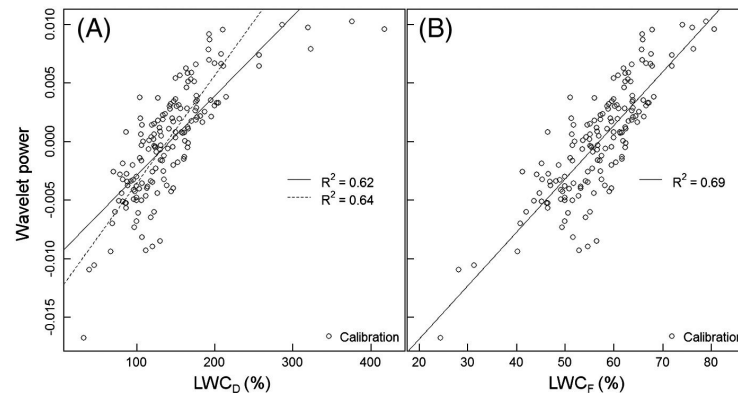 (A)
(B)
Wavelet power
0.010
0.005
0.000
-0.005
-0.010
-0.015
R² = 0.62
R² = 0.64
R² = 0.69
Calibration
Calibration
100 200 300 400
20 30 40 50 60 70 80
LWC_D (%)
LWC_F (%)